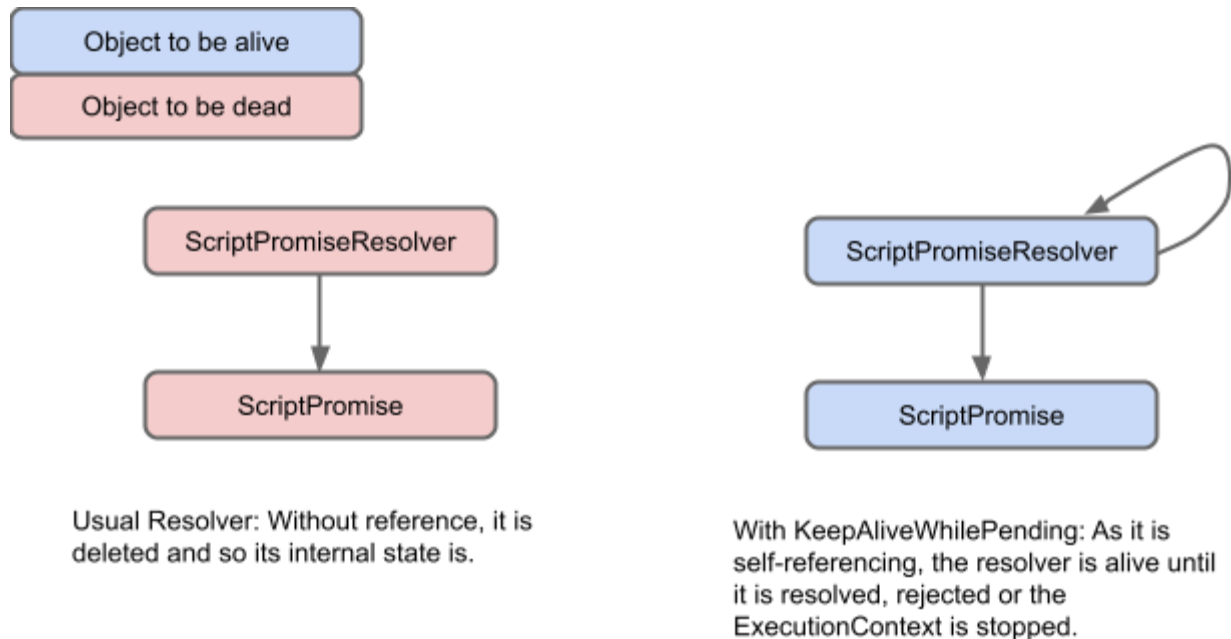 Object to be alive
Object to be dead
ScriptPromiseResolver
ScriptPromise
Usual Resolver: Without reference, it is
deleted and so its internal state is.
ScriptPromiseResolver
ScriptPromise
With KeepAliveWhilePending: As it is
self-referencing, the resolver is alive until
it is resolved, rejected or the
ExecutionContext is stopped.